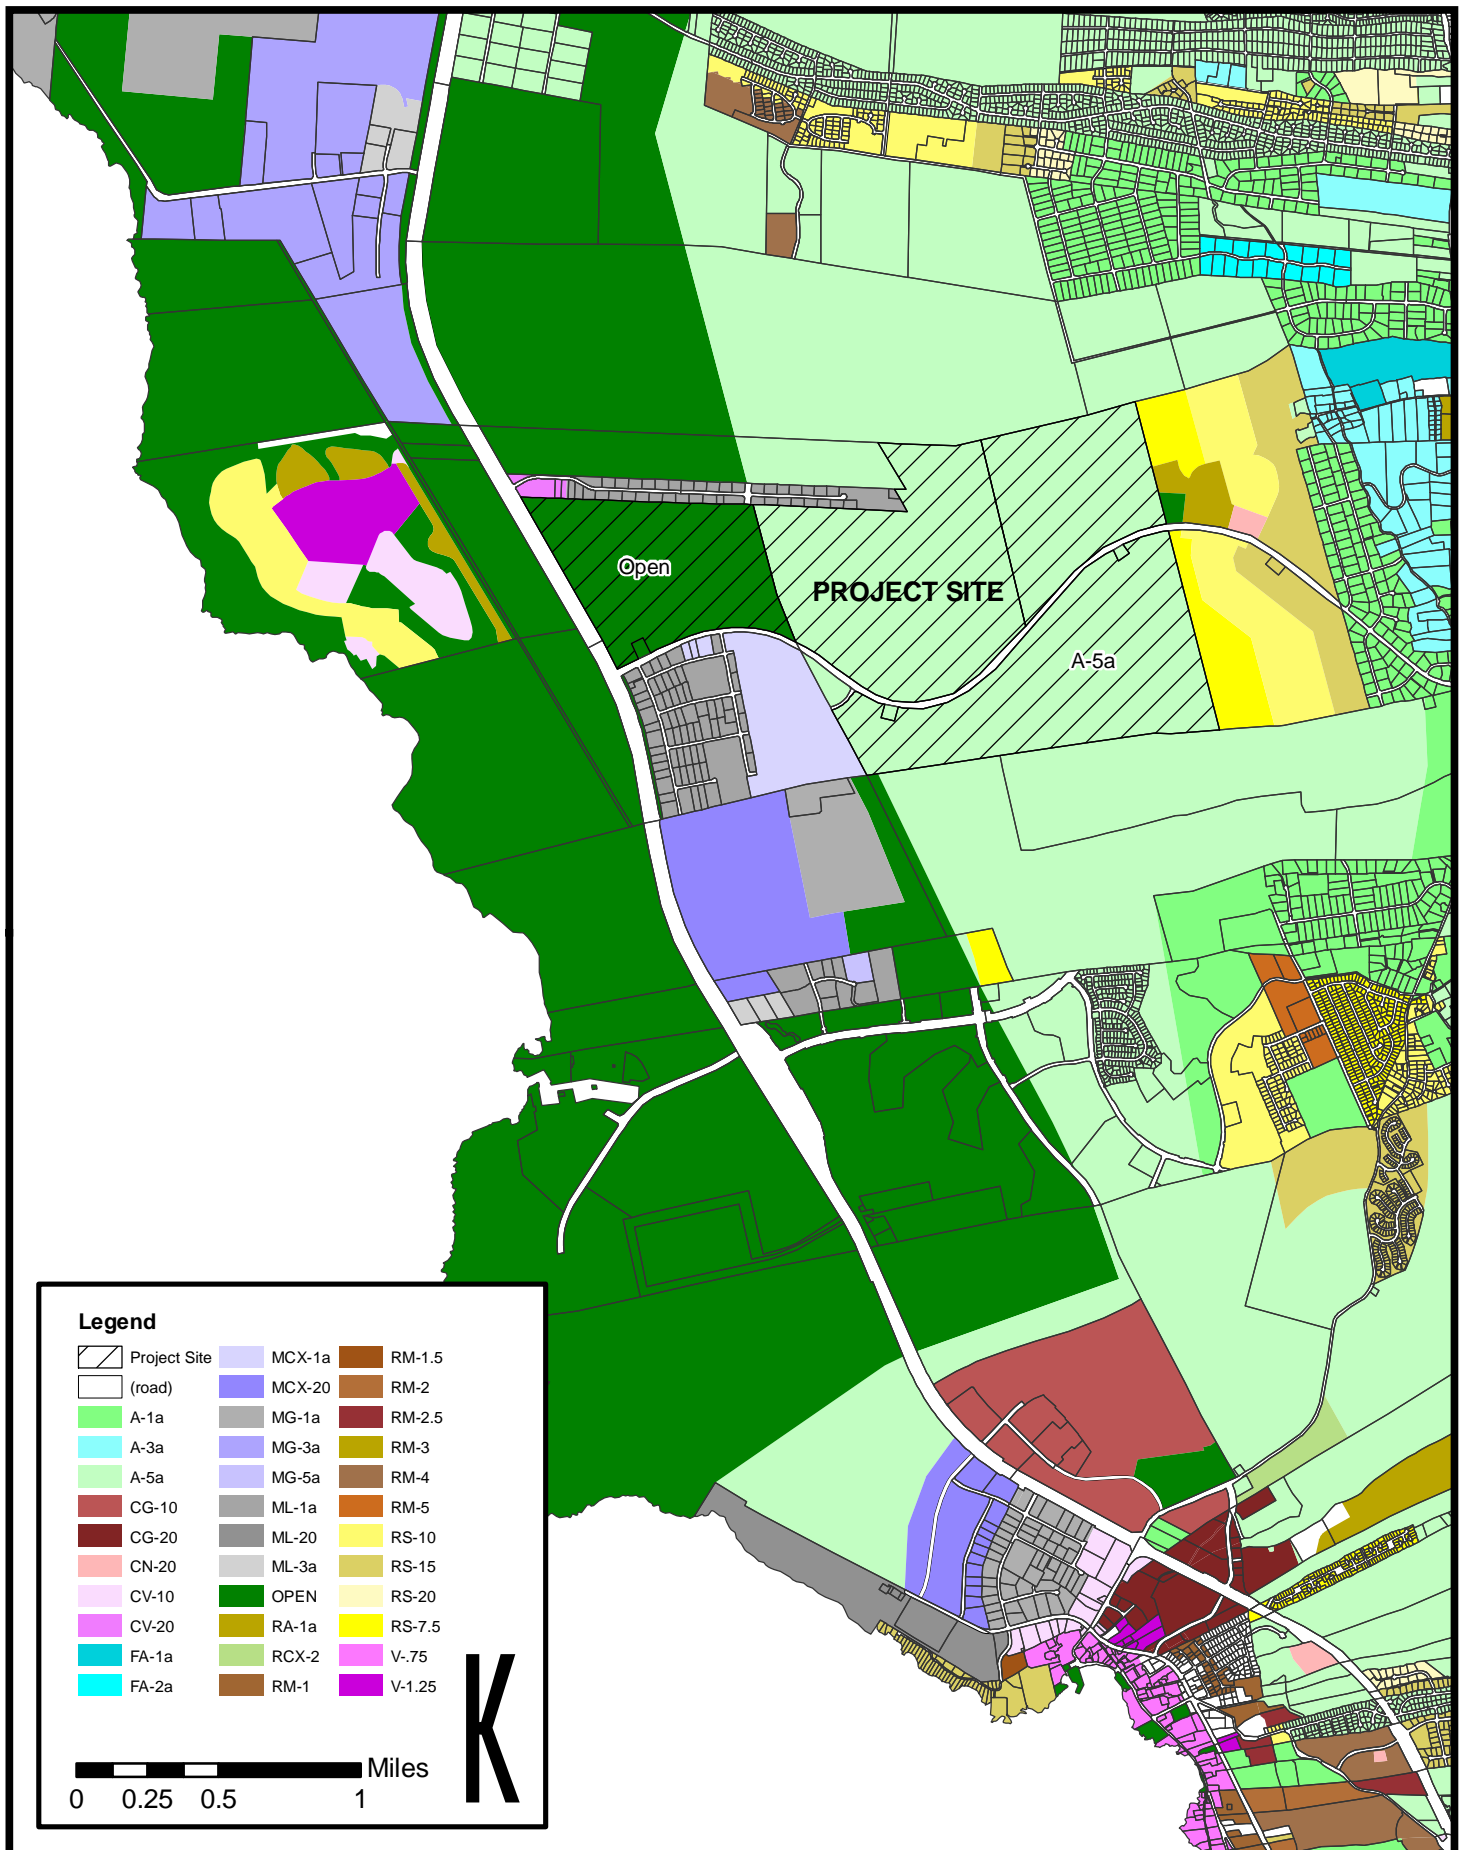 Open
PROJECT SITE
A-5a
Legend
Project Site
(road)
A-1a
A-3a
A-5a
CG-10
CG-20
CN-20
CV-10
CV-20
FA-1a
FA-2a
MCX-1a
MCX-20
MG-1a
MG-3a
MG-5a
ML-1a
ML-20
ML-3a
OPEN
RA-1a
RCX-2
RM-1
RM-1.5
RM-2
RM-2.5
RM-3
RM-4
RM-5
RS-10
RS-15
RS-20
RS-7.5
V-.75
V-1.25
Miles
0 0.25 0.5 1
K